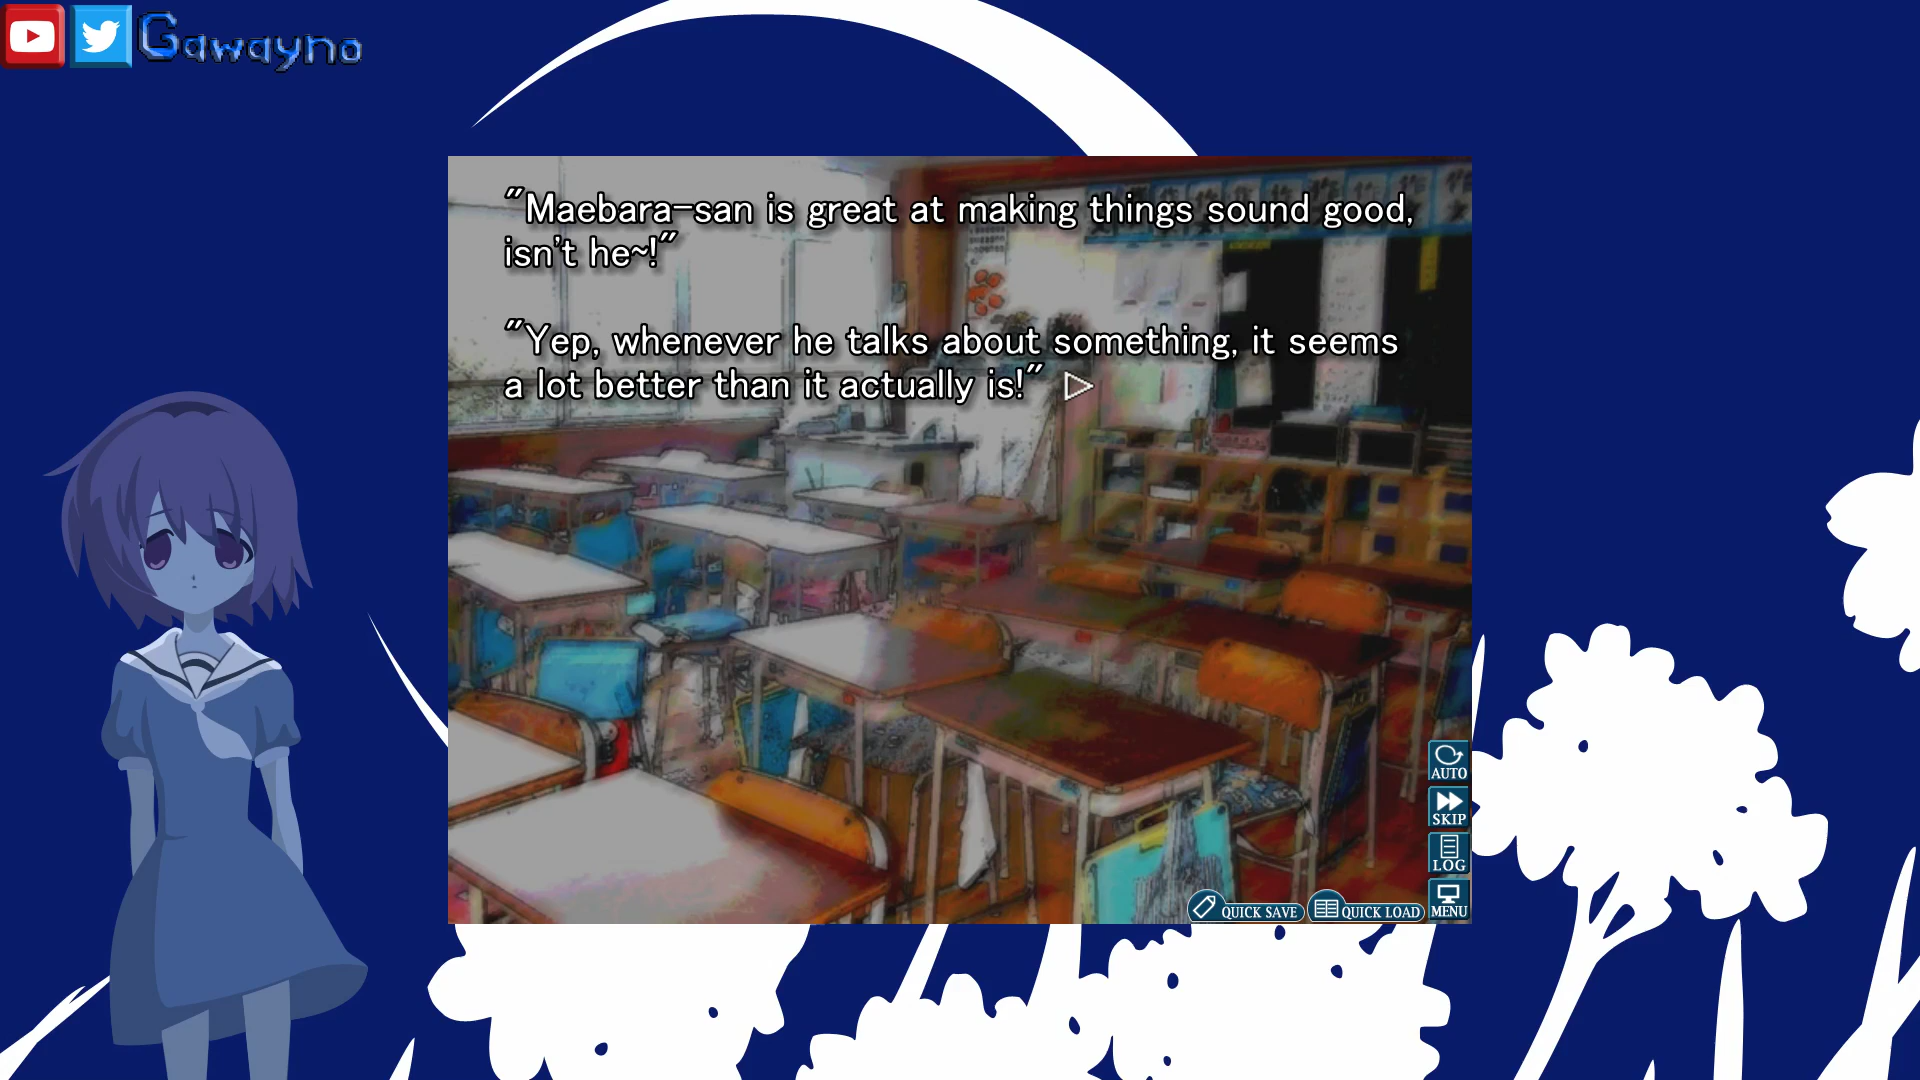 Gawayno
"Maebara-san is great at making things sound good,
isn't he~!"
"Yep, whenever he talks about something, it seems
a lot better than it actually is!"
AUTO
SKIP
LOG
MENU
QUICK SAVE
QUICK LOAD